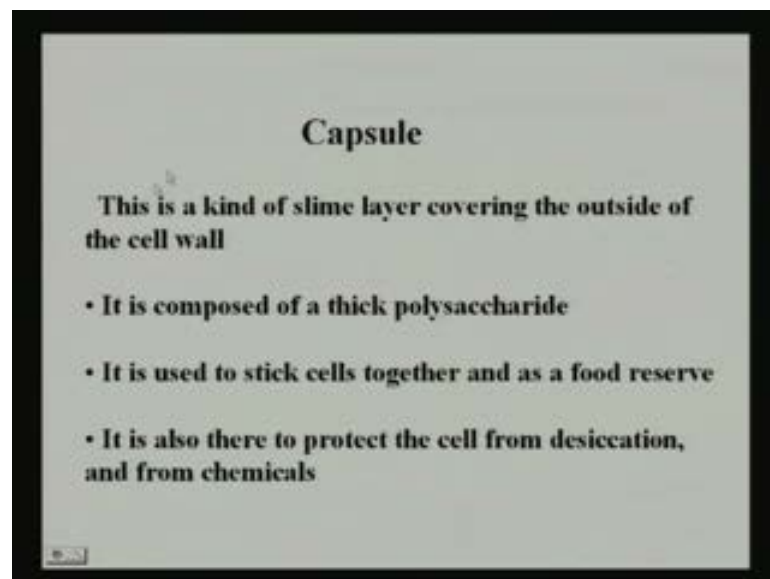 Capsule
This is a kind of slime layer covering the outside of
the cell wall
• It is composed of a thick polysaccharide
• It is used to stick cells together and as a food reserve
• It is also there to protect the cell from desiccation,
and from chemicals